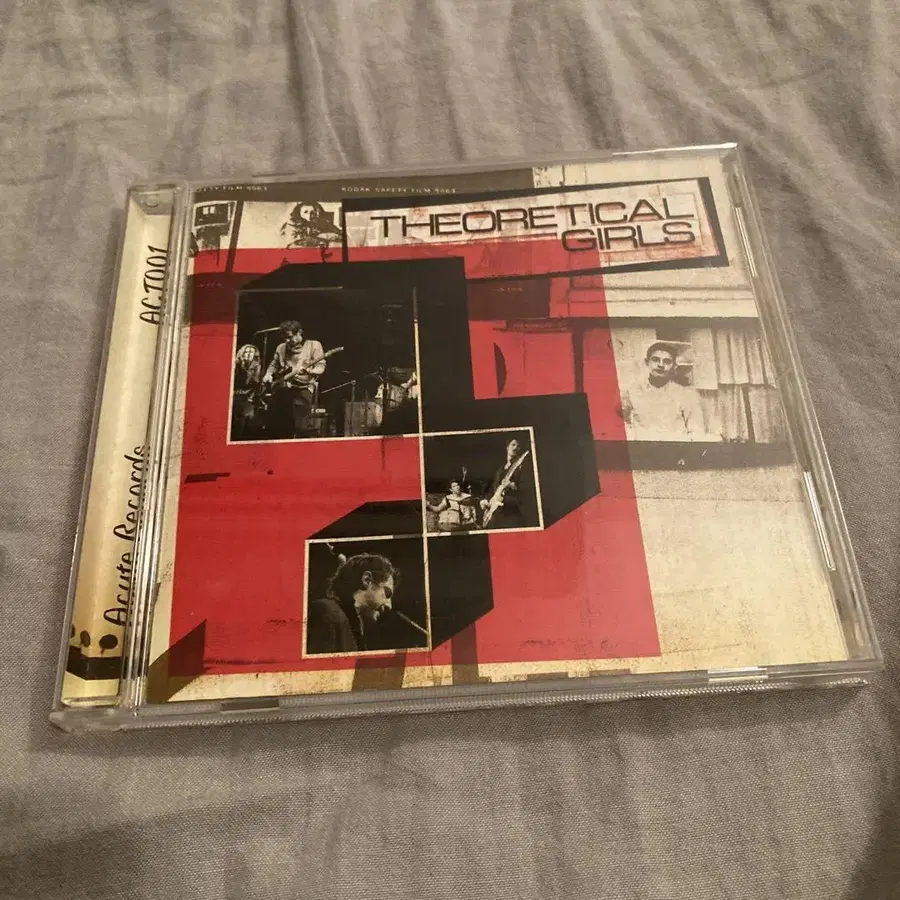 KODAK SAFETY FILM 5063
THEORETICAL
GIRLS
ACT001
Acute Records